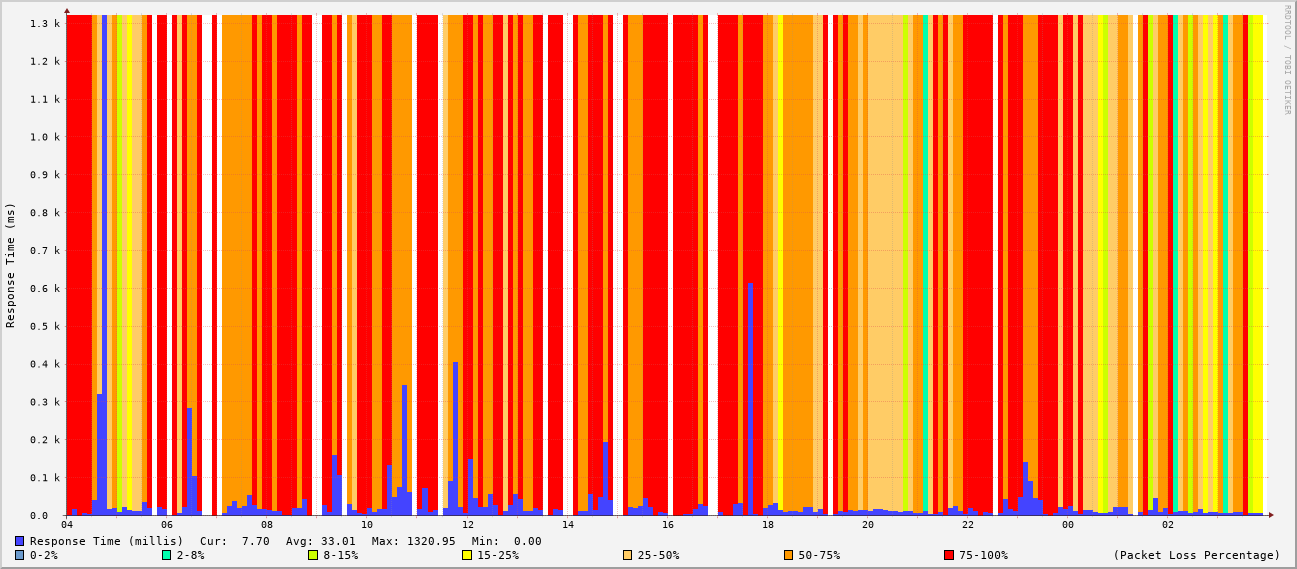 1.3 k
1.2 k
1.1 k
1.0 k
0.9 k
0.8 k
0.7 k
0.6 k
0.5 k
0.4 k
0.3 k
0.2 k
0.1 k
0.0
Response Time (ms)
RRDTOOL / TOBI OETIKER
04 06 08 10 12 14 16 18 20 22 00 02
Response Time (millis) Cur: 7.70 Avg: 33.01 Max: 1320.95 Min: 0.00
0-2% 2-8% 8-15% 15-25% 25-50% 50-75% 75-100% (Packet Loss Percentage)